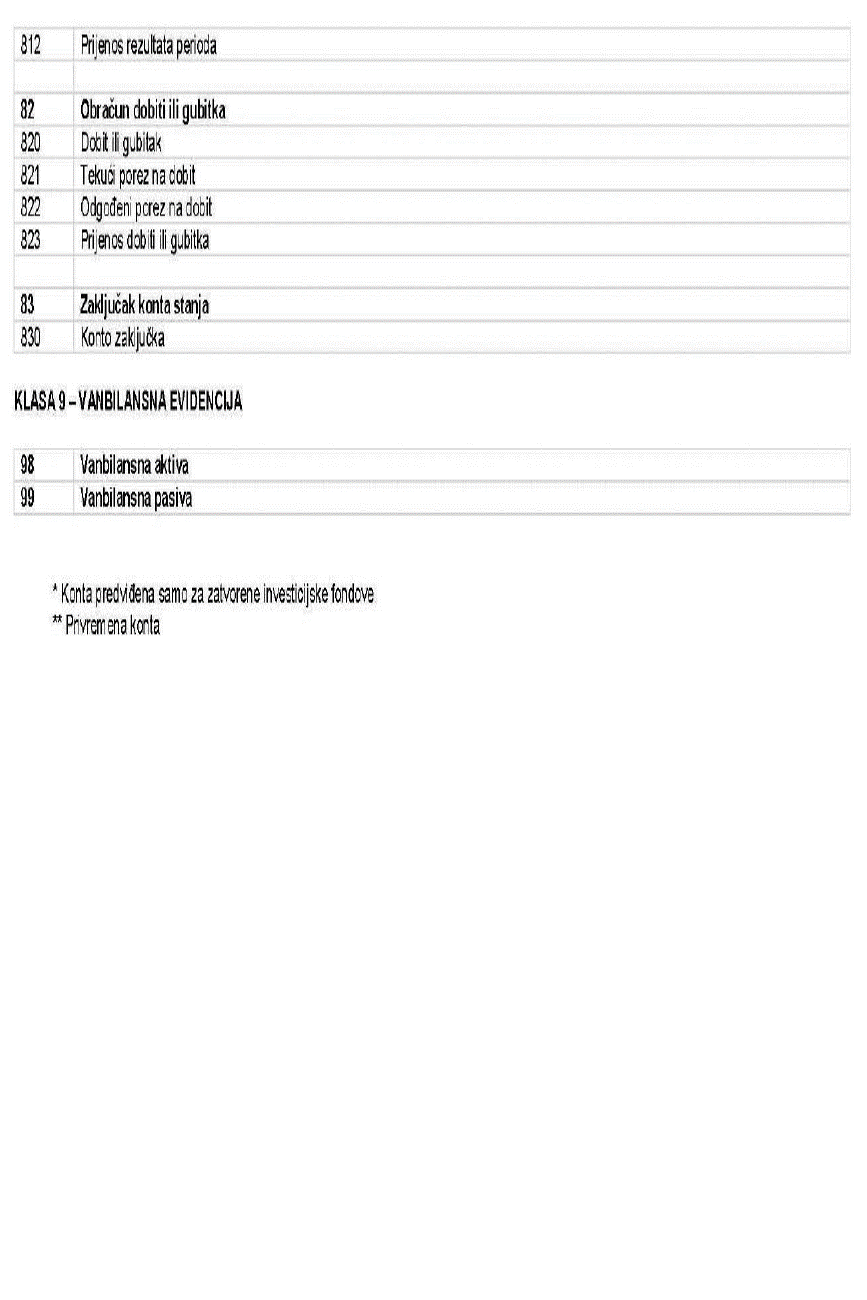 812 Prijenos rezultata perioda
82 Obračun dobiti ili gubitka
820 Dobit ili gubitak
821 Tekući porez na dobit
822 Odgođeni porez na dobit
823 Prijenos dobiti ili gubitka
83 Zaključak konta stanja
830 Konto zaključka
KLASA 9 – VANBILANSNA EVIDENCIJA
98 Vanbilansna aktiva
99 Vanbilansna pasiva
* Konta predviđena samo za zatvorene investicijske fondove
** Privremena konta